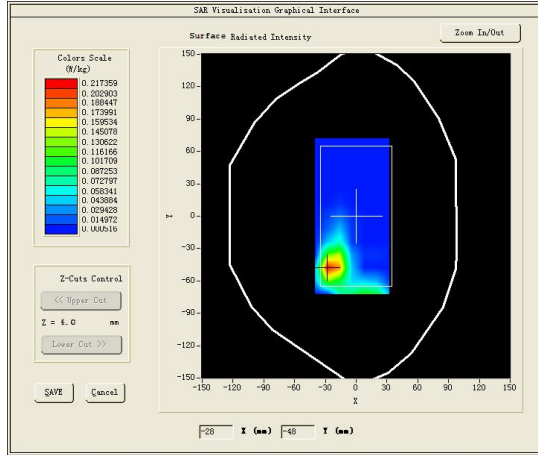 SAR Visualisation Graphical Interface
Surface Radiated Intensity
Zoom In/Out
Colors Scale
(W/kg)
0.217359
0.202903
0.188447
0.173991
0.159534
0.145078
0.130622
0.116166
0.101709
0.087253
0.072797
0.058341
0.043884
0.029428
0.014972
0.000516
Z-Cuts Control
<< Upper Cut
Z = 4.0 mm
Lower Cut >>
SAVE
Cancel
150
120
90
60
30
0
-30
-60
-90
-120
-150
Y
-150 -120 -90 -60 -30 0 30 60 90 120 150
X
-28 X (mm) -48 Y (mm)